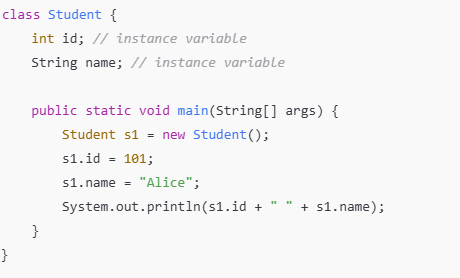 class Student {
    int id; // instance variable
    String name; // instance variable

    public static void main(String[] args) {
        Student s1 = new Student();
        s1.id = 101;
        s1.name = "Alice";
        System.out.println(s1.id + " " + s1.name);
    }
}